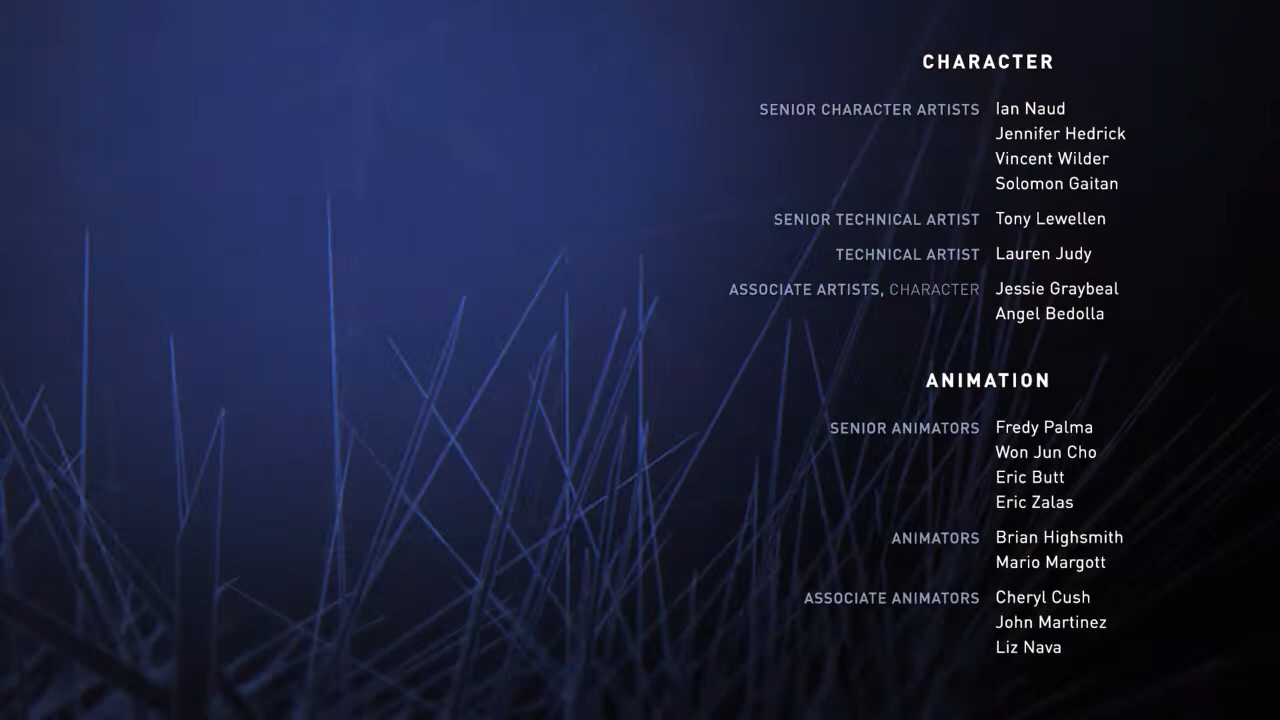 CHARACTER
SENIOR CHARACTER ARTISTS Ian Naud
Jennifer Hedrick
Vincent Wilder
Solomon Gaitan
SENIOR TECHNICAL ARTIST Tony Lewellen
TECHNICAL ARTIST Lauren Judy
ASSOCIATE ARTISTS, CHARACTER Jessie Graybeal
Angel Bedolla
ANIMATION
SENIOR ANIMATORS Fredy Palma
Won Jun Cho
Eric Butt
Eric Zalas
ANIMATORS Brian Highsmith
Mario Margott
ASSOCIATE ANIMATORS Cheryl Cush
John Martinez
Liz Nava